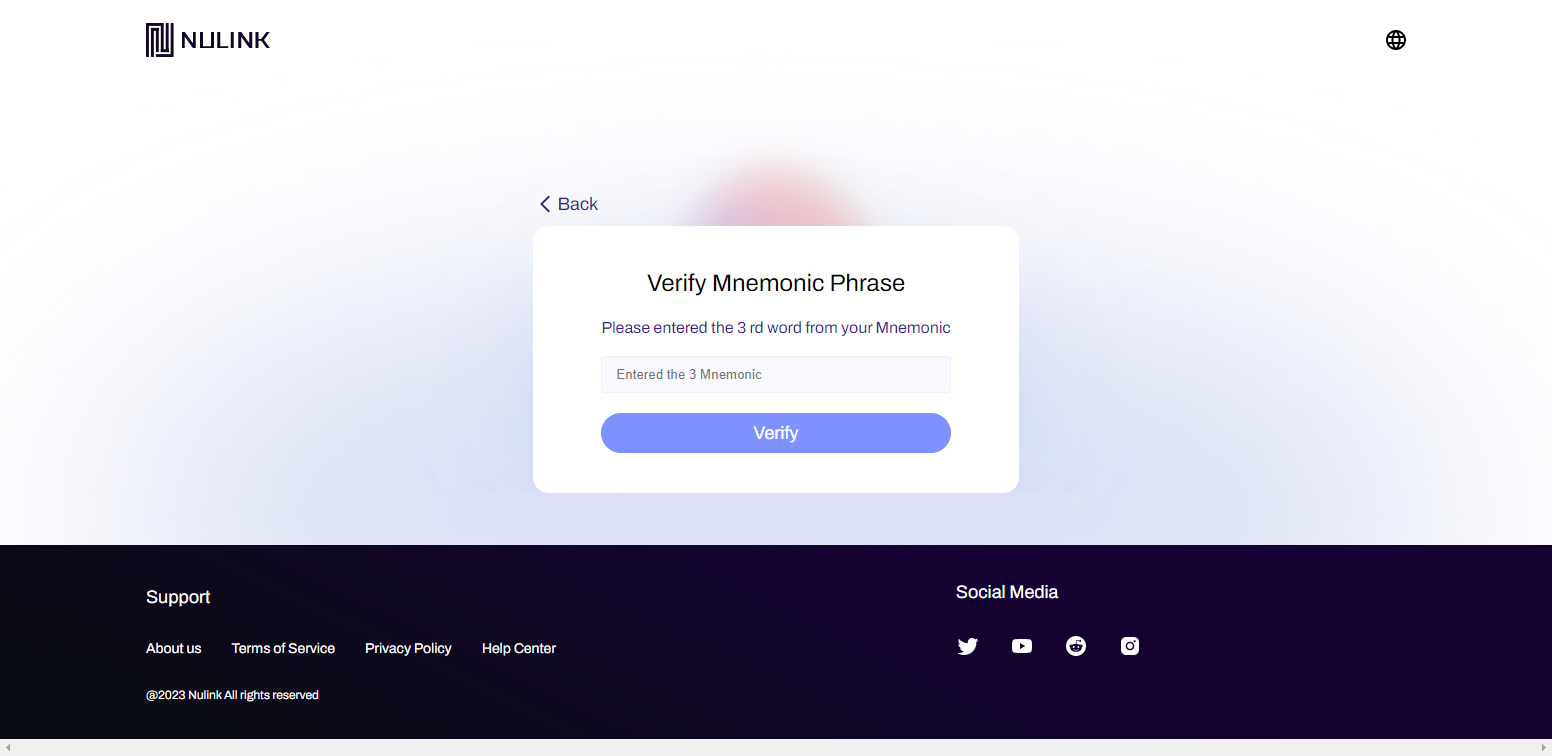 NULINK
Back
Verify Mnemonic Phrase
Please entered the 3 rd word from your Mnemonic
Entered the 3 Mnemonic
Verify
Support
Social Media
About us Terms of Service Privacy Policy Help Center
@2023 Nulink All rights reserved